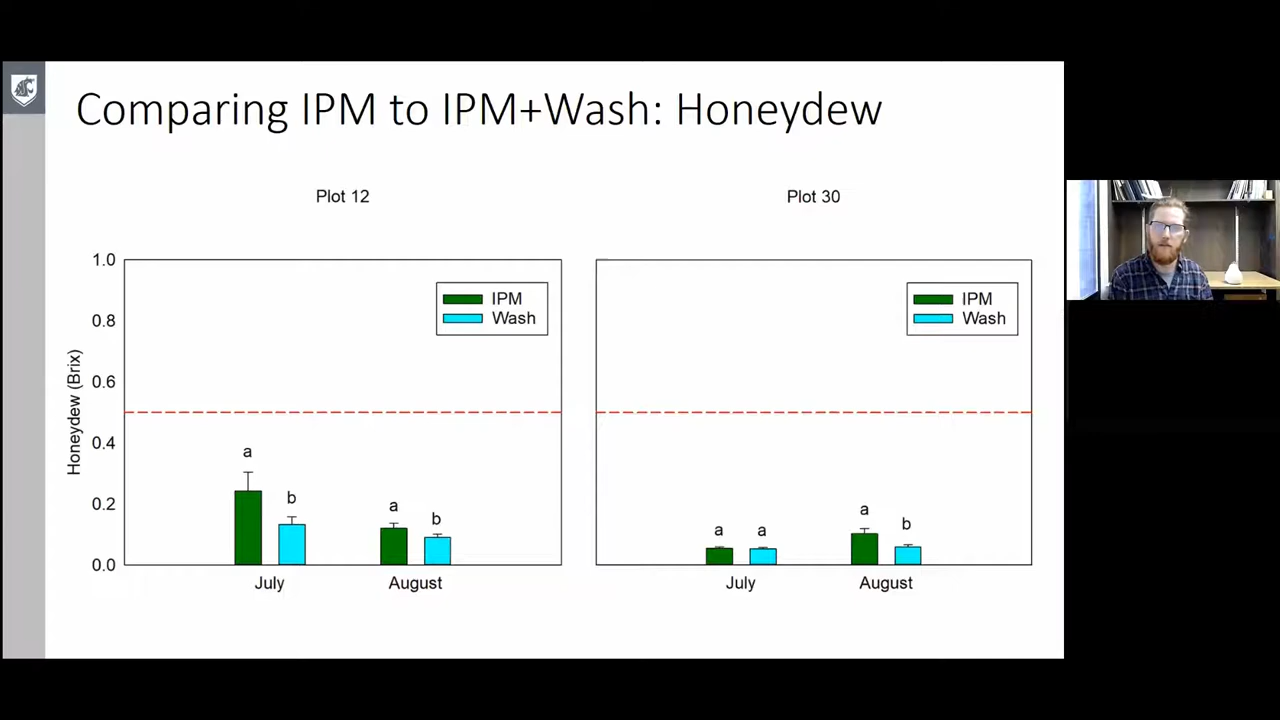 Comparing IPM to IPM+Wash: Honeydew
Plot 12
Honeydew (Brix)
1.0
0.8
0.6
0.4
0.2
0.0
IPM
Wash
a
b
a
b
July
August
Plot 30
IPM
Wash
a
a
a
b
July
August